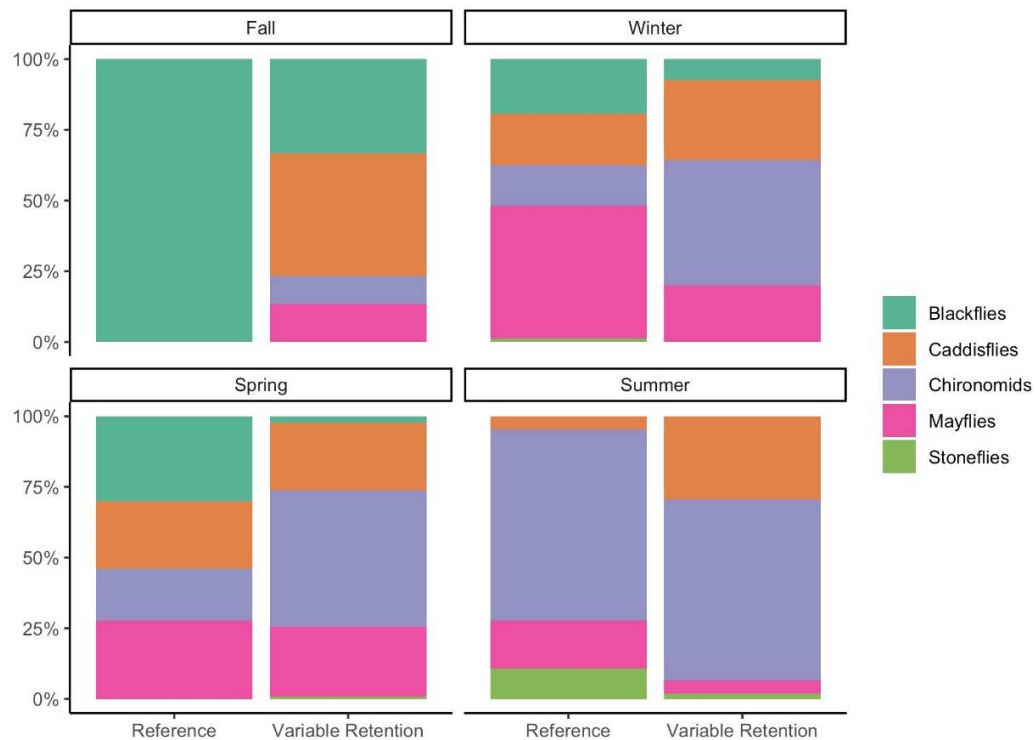 Fall
Winter
100%
75%
50%
25%
0%
Spring
Summer
100%
75%
50%
25%
0%
Reference
Variable Retention
Reference
Variable Retention
Blackflies
Caddisflies
Chironomids
Mayflies
Stoneflies